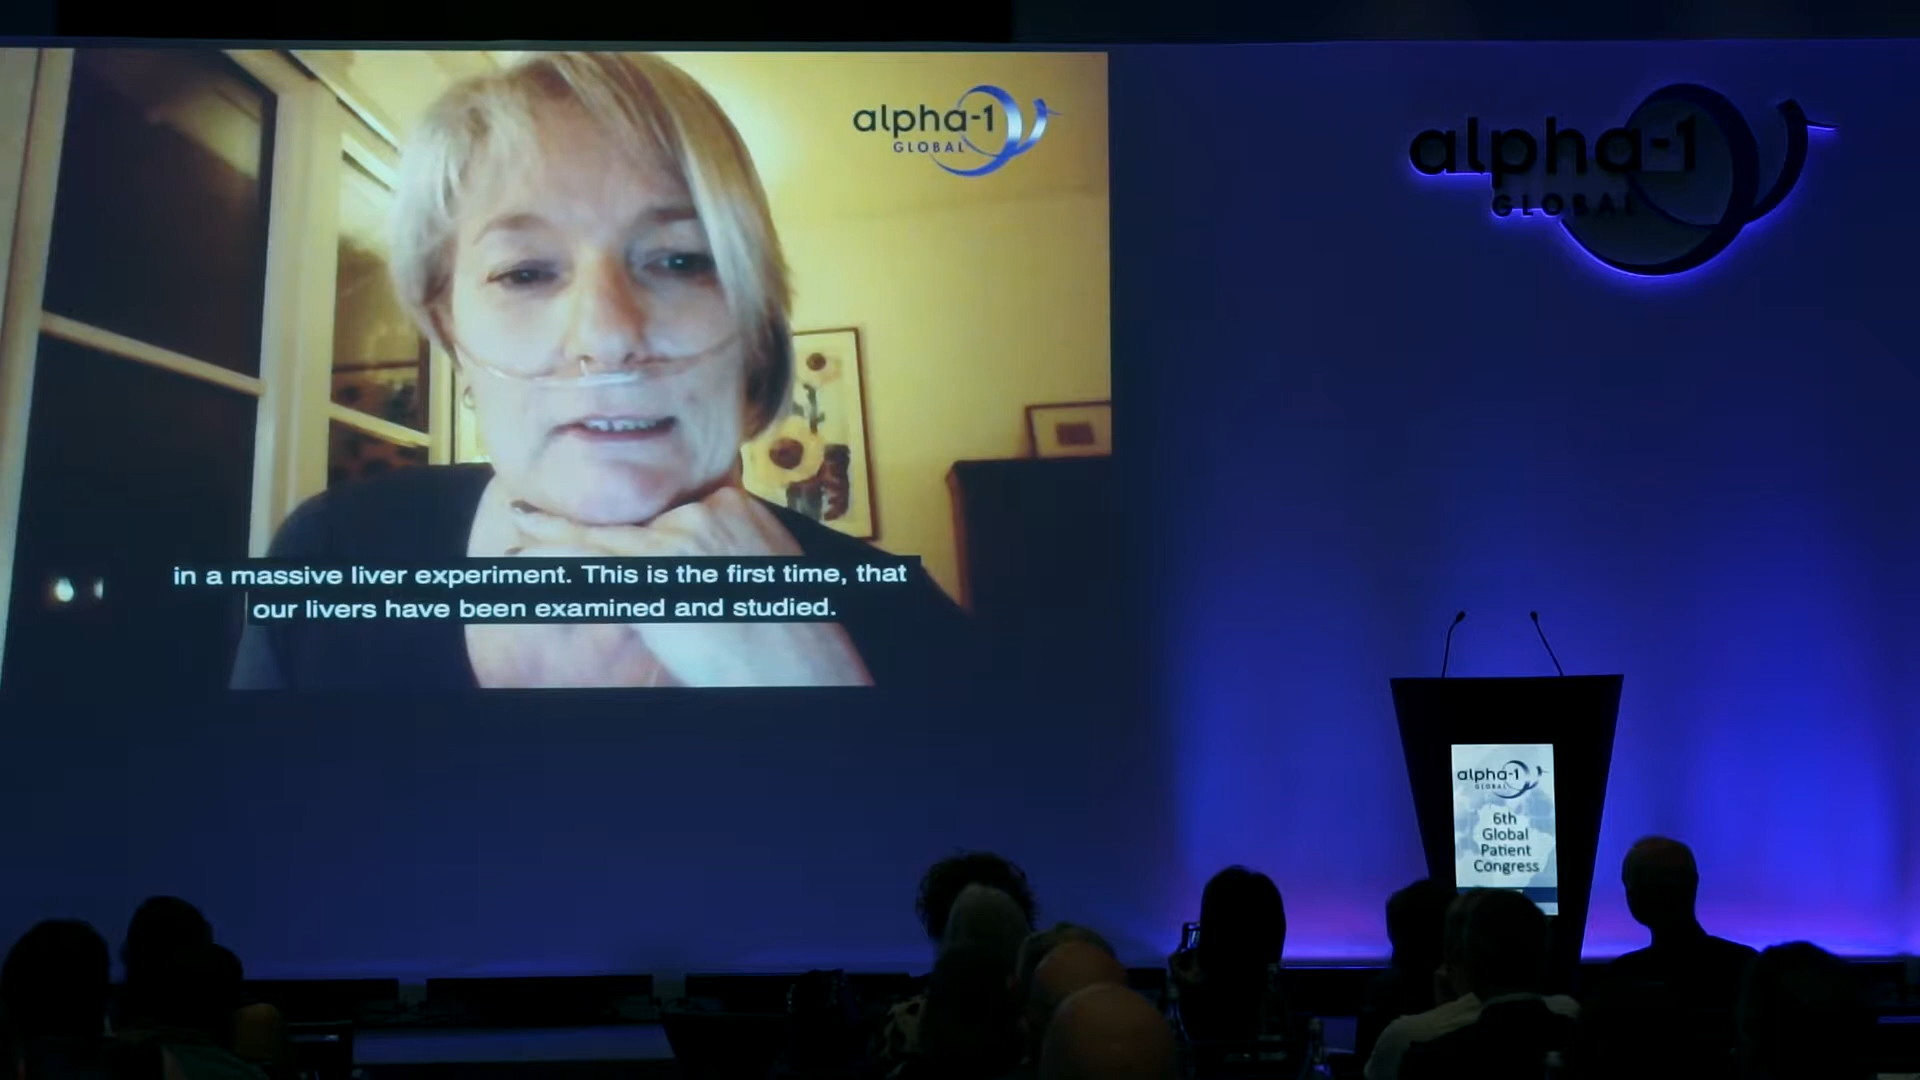 alpha-1
GLOBAL
alpha-1
GLOBAL
in a massive liver experiment. This is the first time, that
our livers have been examined and studied.
alpha-1
GLOBAL
6th
Global
Patient
Congress